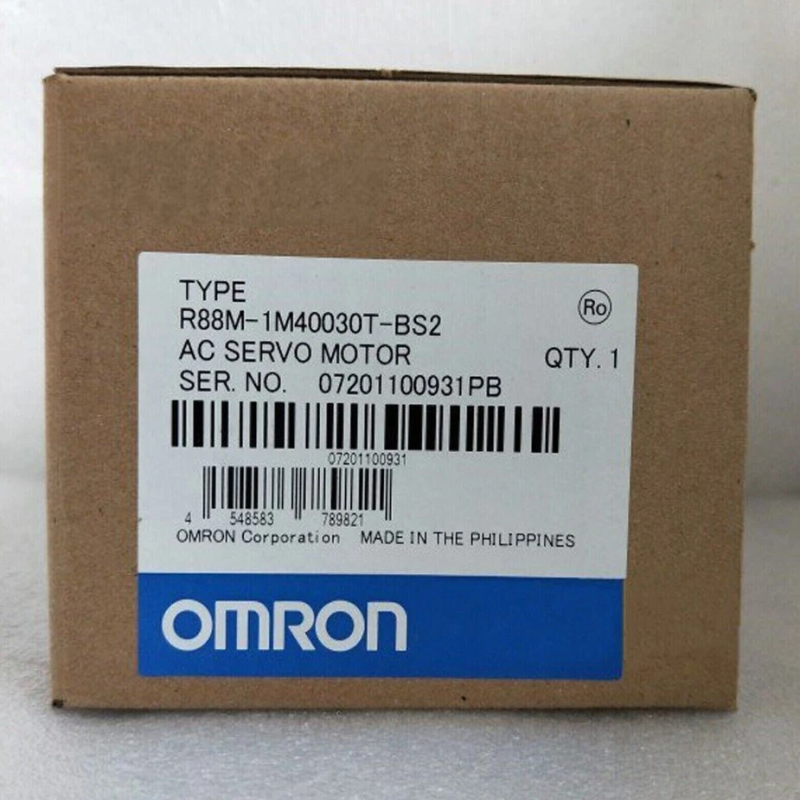 TYPE
Ro
R88M-1M40030T-BS2
AC SERVO MOTOR QTY. 1
SER. NO. 07201100931PB
07201100931
4 548583 789821
OMRON Corporation MADE IN THE PHILIPPINES
OMRON